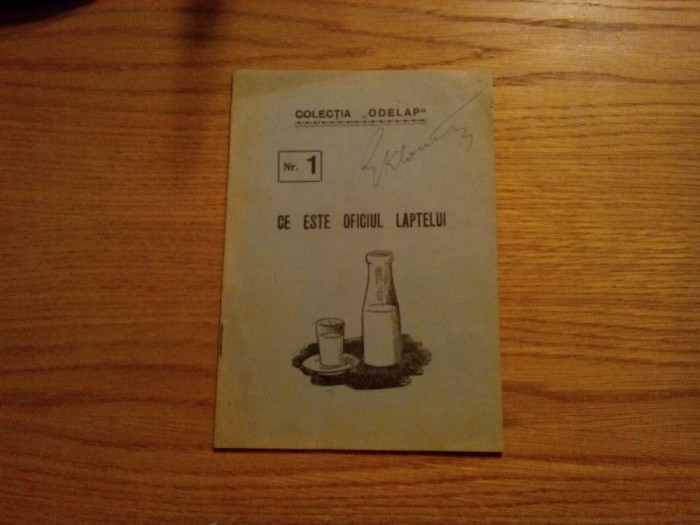 COLECȚIA „ODELAP“
Nr. 1
CE ESTE OFICIUL LAPTELUI